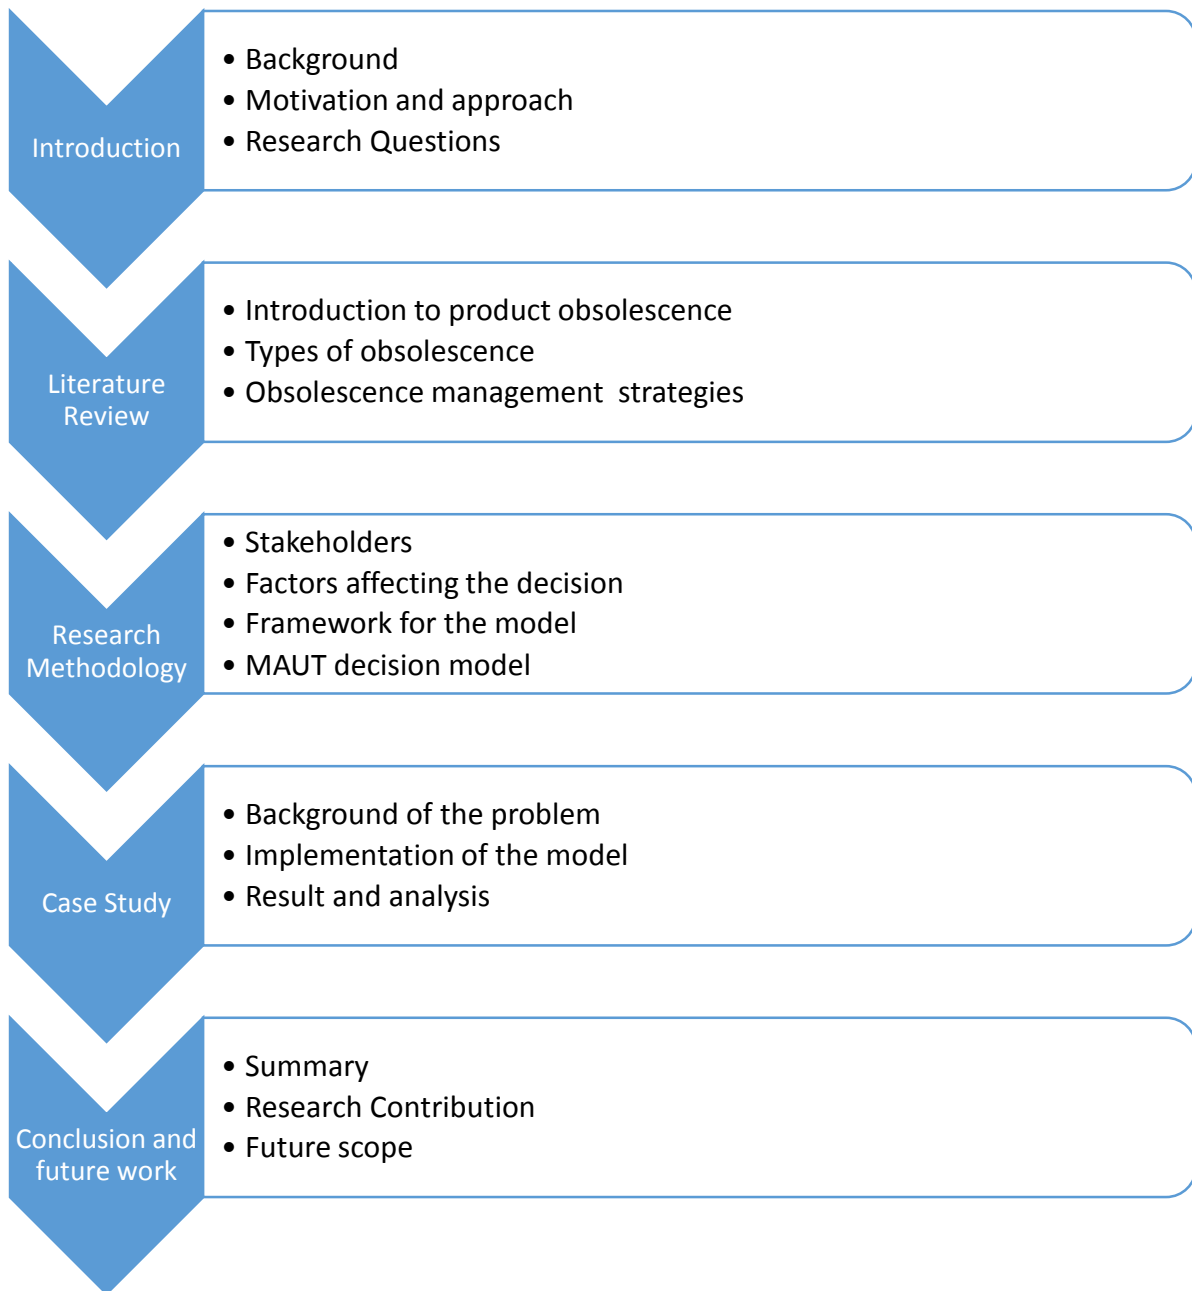 Introduction
• Background
• Motivation and approach
• Research Questions
Literature
Review
• Introduction to product obsolescence
• Types of obsolescence
• Obsolescence management  strategies
Research
Methodology
• Stakeholders
• Factors affecting the decision
• Framework for the model
• MAUT decision model
Case Study
• Background of the problem
• Implementation of the model
• Result and analysis
Conclusion and
future work
• Summary
• Research Contribution
• Future scope